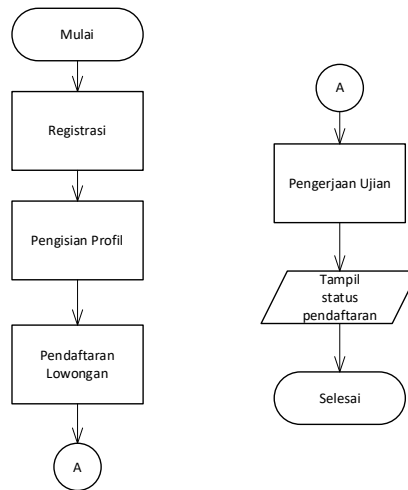 Mulai
Registrasi
Pengisian Profil
Pendaftaran
Lowongan
A
A
Pengerjaan Ujian
Tampil
status
pendaftaran
Selesai